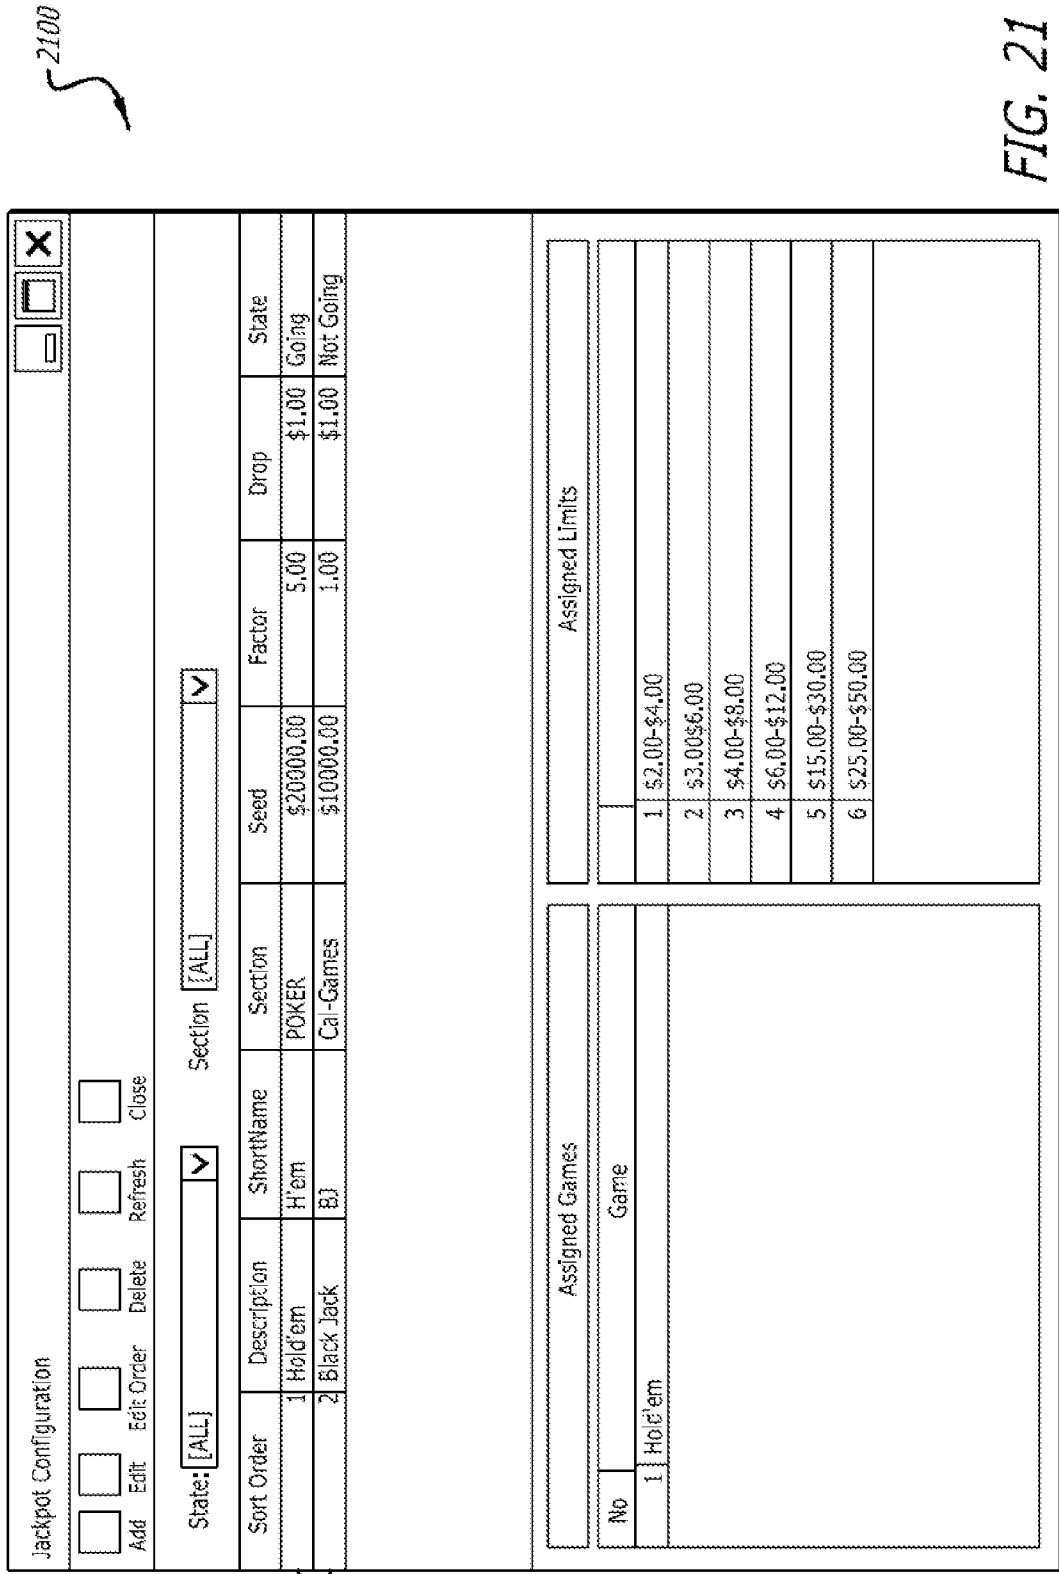 2100
Jackpot Configuration
Add Edit Edit Order Delete Refresh Close
State: [ALL] Section [ALL]
Sort Order Description ShortName Section Seed Factor Drop State
1 Hold'em H'em POKER $20000.00 5.00 $1.00 Going
2 Black Jack BJ Cal-Games $10000.00 1.00 $1.00 Not Going
Assigned Games
No Game
1 Hold'em
Assigned Limits
1 $2.00-$4.00
2 $3.00$6.00
3 $4.00-$8.00
4 $6.00-$12.00
5 $15.00-$30.00
6 $25.00-$50.00
FIG. 21